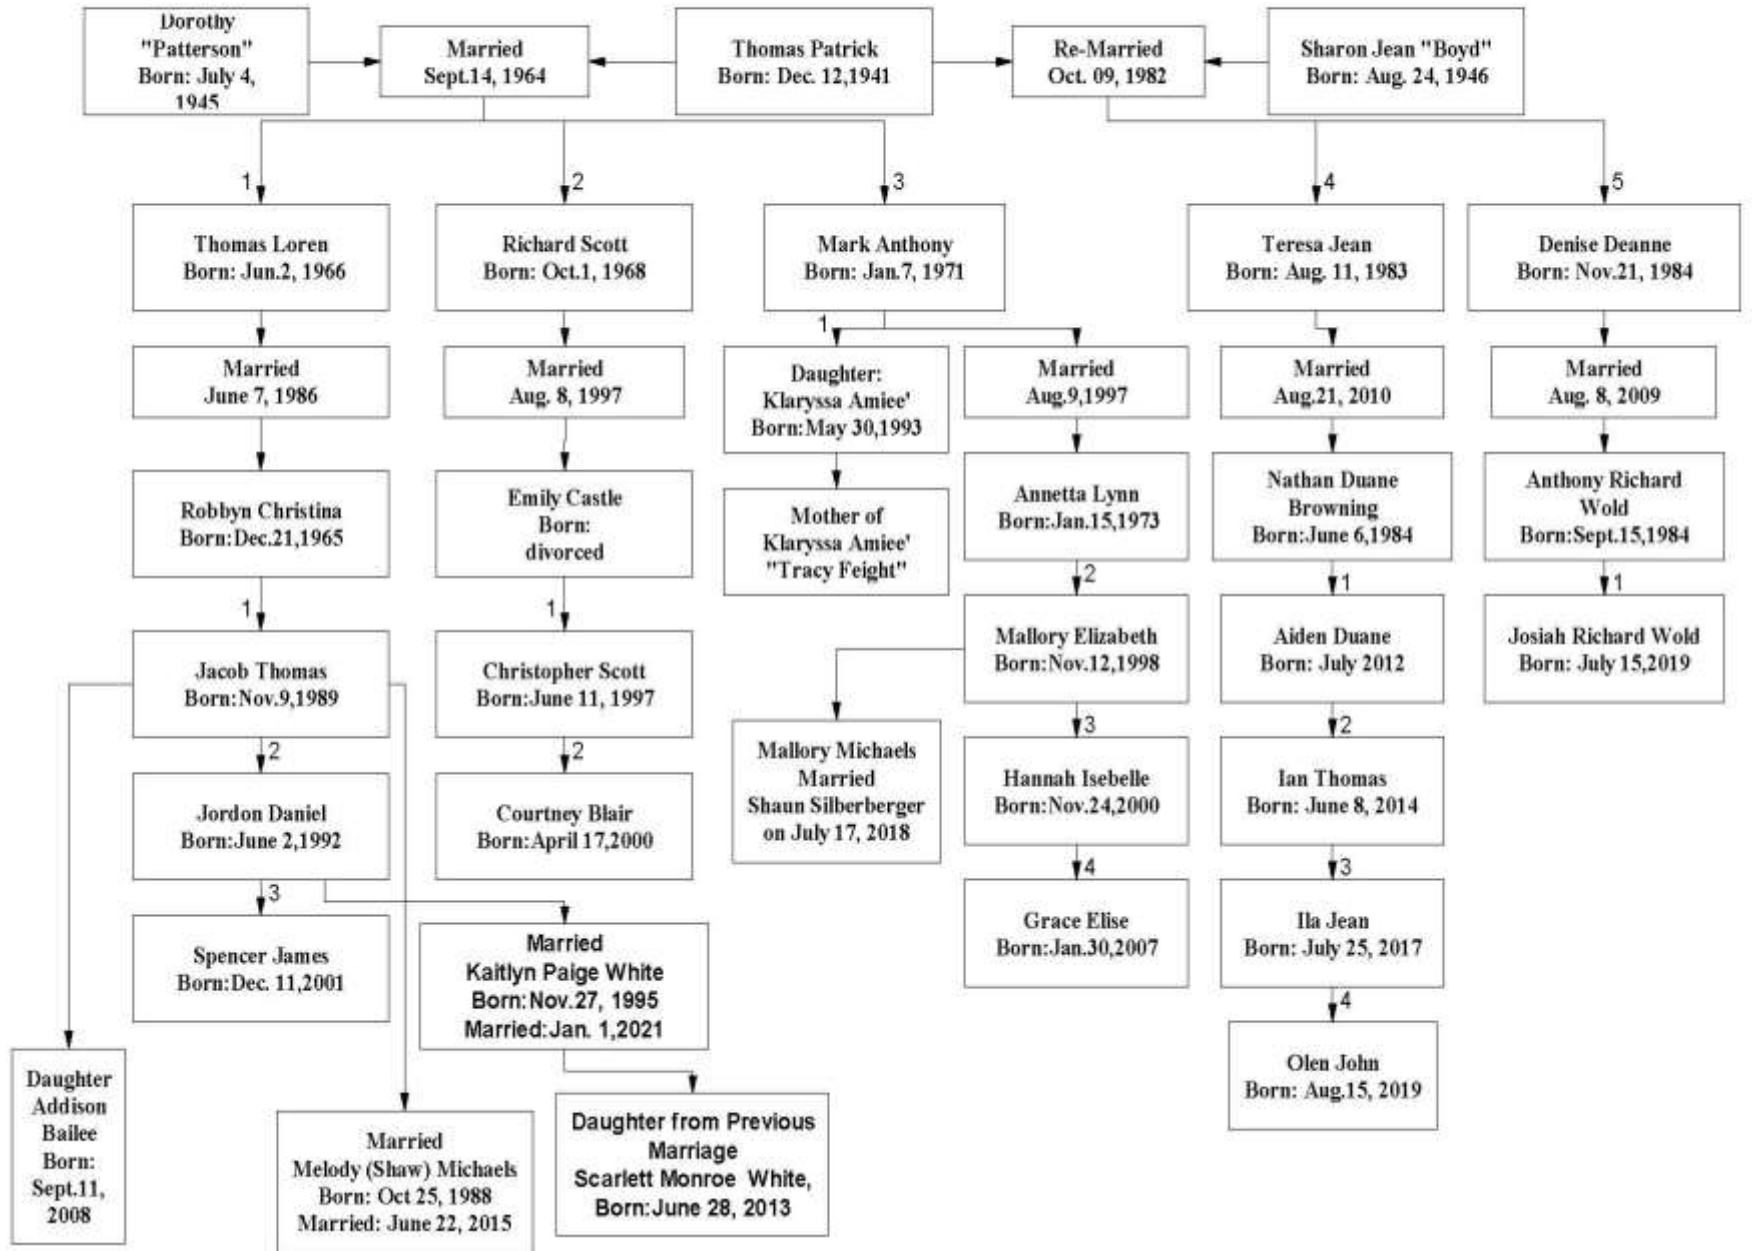 Dorothy
"Patterson"
Born: July 4,
1945
Married
Sept.14, 1964
Thomas Patrick
Born: Dec. 12,1941
Re-Married
Oct. 09, 1982
Sharon Jean "Boyd"
Born: Aug. 24, 1946
1
2
3
4
5
Thomas Loren
Born: Jun.2, 1966
Richard Scott
Born: Oct.1, 1968
Mark Anthony
Born: Jan.7, 1971
Teresa Jean
Born: Aug. 11, 1983
Denise Deanne
Born: Nov.21, 1984
1
Married
June 7, 1986
Married
Aug. 8, 1997
Daughter:
Klaryssa Amiee'
Born:May 30,1993
Married
Aug.9,1997
Married
Aug.21, 2010
Married
Aug. 8, 2009
Robbyn Christina
Born:Dec.21,1965
Emily Castle
Born:
divorced
Mother of
Klaryssa Amiee'
"Tracy Feight"
Annetta Lynn
Born:Jan.15,1973
Nathan Duane
Browning
Born:June 6,1984
Anthony Richard
Wold
Born:Sept.15,1984
1
1
2
1
1
Jacob Thomas
Born:Nov.9,1989
Christopher Scott
Born:June 11, 1997
Mallory Elizabeth
Born:Nov.12,1998
Aiden Duane
Born: July 2012
Josiah Richard Wold
Born: July 15,2019
2
2
3
2
Jordon Daniel
Born:June 2,1992
Courtney Blair
Born:April 17,2000
Mallory Michaels
Married
Shaun Silberberger
on July 17, 2018
Hannah Isebelle
Born:Nov.24,2000
Ian Thomas
Born: June 8, 2014
3
4
3
Spencer James
Born:Dec. 11,2001
Married
Kaitlyn Paige White
Born:Nov.27, 1995
Married:Jan. 1,2021
Grace Elise
Born:Jan.30,2007
Ila Jean
Born: July 25, 2017
4
Daughter
Addison
Bailee
Born:
Sept.11,
2008
Married
Melody (Shaw) Michaels
Born: Oct 25, 1988
Married: June 22, 2015
Daughter from Previous
Marriage
Scarlett Monroe White,
Born:June 28, 2013
Olen John
Born: Aug.15, 2019